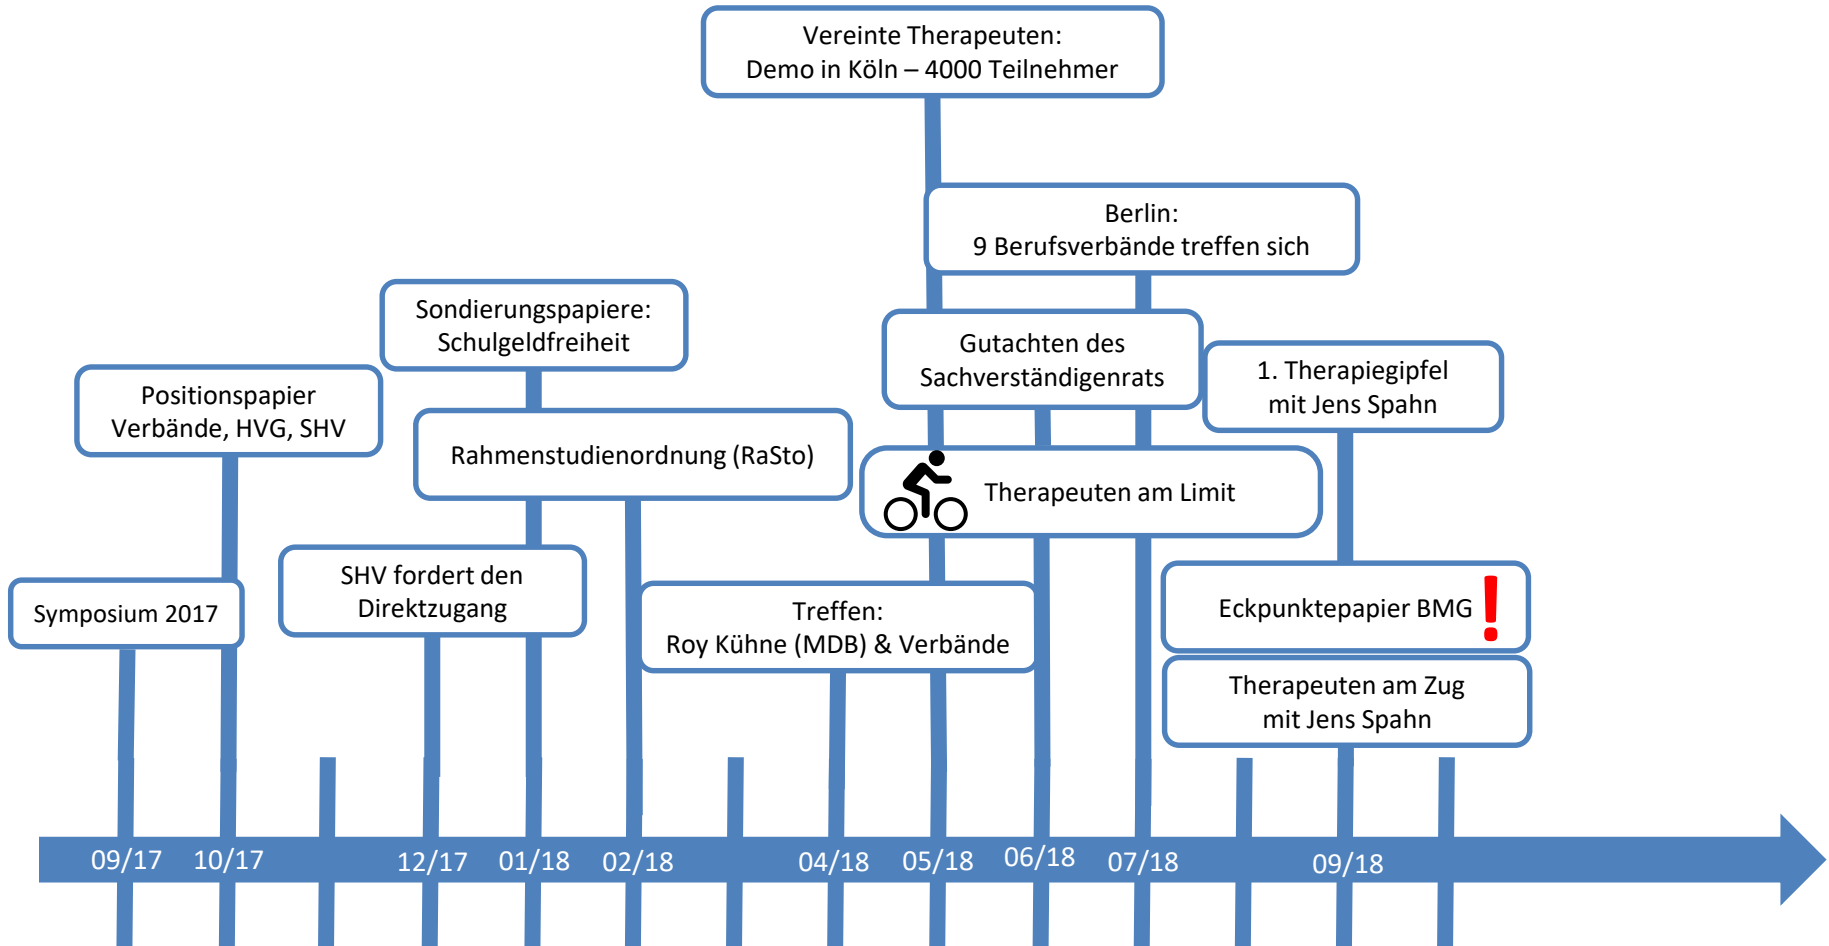 Vereinte Therapeuten:
Demo in Köln – 4000 Teilnehmer
Berlin:
9 Berufsverbände treffen sich
Sondierungspapiere:
Schulgeldfreiheit
Gutachten des
Sachverständigenrats
1. Therapiegipfel
mit Jens Spahn
Positionspapier
Verbände, HVG, SHV
Rahmenstudienordnung (RaSto)
Therapeuten am Limit
SHV fordert den
Direktzugang
Symposium 2017
Treffen:
Roy Kühne (MDB) & Verbände
Eckpunktepapier BMG !
Therapeuten am Zug
mit Jens Spahn
09/17 10/17 12/17 01/18 02/18 04/18 05/18 06/18 07/18 09/18